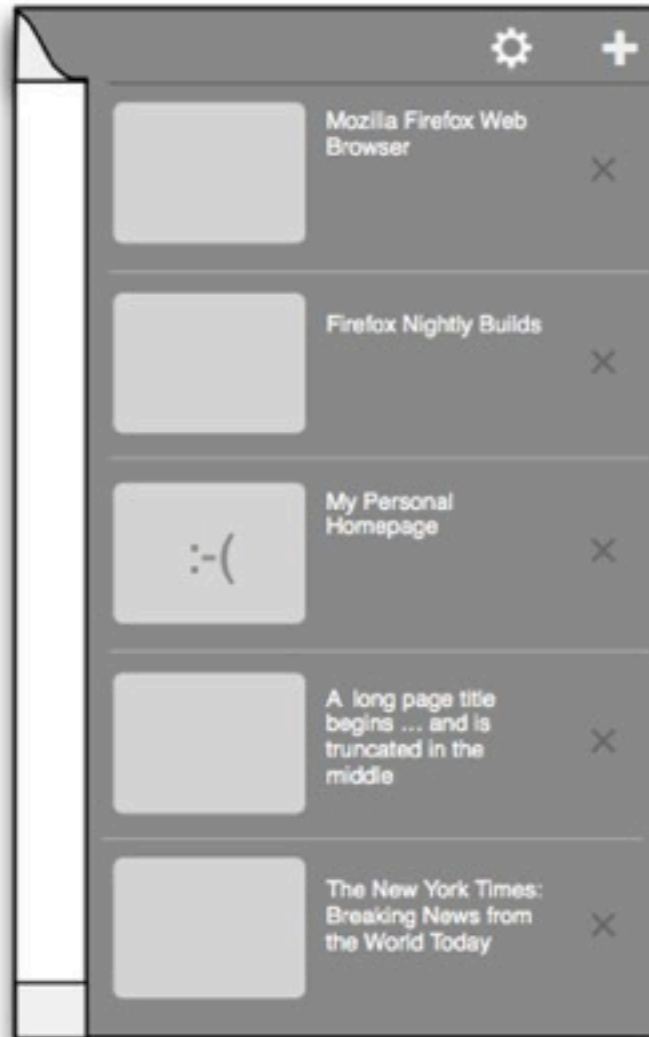 Mozilla Firefox Web
Browser
Firefox Nightly Builds
:-(
My Personal
Homepage
A long page title
begins ... and is
truncated in the
middle
The New York Times:
Breaking News from
the World Today